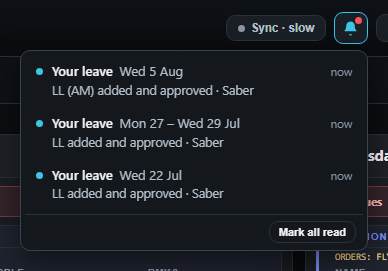 Sync · slow
Your leave Wed 5 Aug now
LL (AM) added and approved · Saber
Your leave Mon 27 – Wed 29 Jul now
LL added and approved · Saber
Your leave Wed 22 Jul now
LL added and approved · Saber
Mark all read
ORDERS: FL